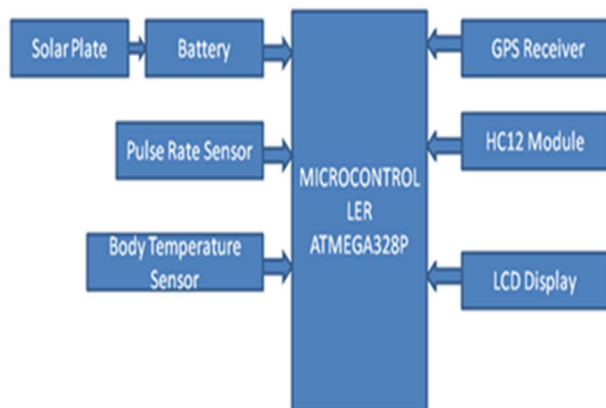 Solar Plate
Battery
GPS Receiver
Pulse Rate Sensor
HC12 Module
MICROCONTROL
LER
ATMEGA328P
Body Temperature
Sensor
LCD Display